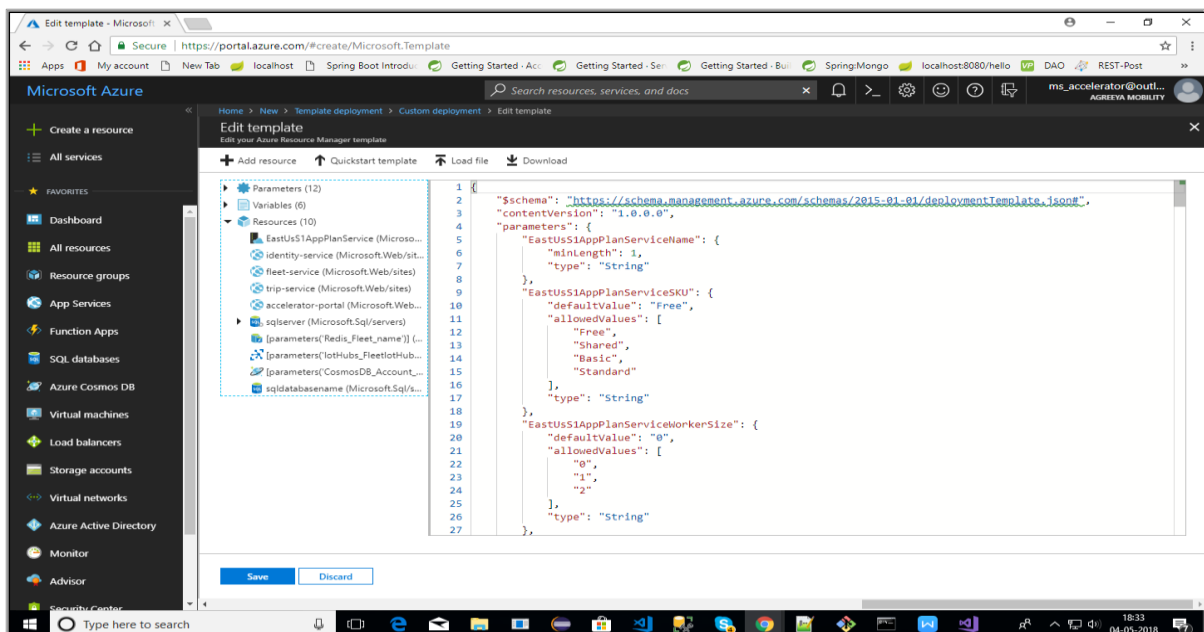 Edit template - Microsoft
Secure https://portal.azure.com/#create/Microsoft.Template
Apps My account New Tab localhost Spring Boot Introduc Getting Started · Acc Getting Started · Ser Getting Started · Buil Spring:Mongo localhost:8080/hello VP DAO REST-Post »
Microsoft Azure
Search resources, services, and docs
ms_accelerator@outl...
AGREEYA MOBILITY
Home > New > Template deployment > Custom deployment > Edit template
Edit template
Edit your Azure Resource Manager template
Create a resource
All services
FAVORITES
Dashboard
All resources
Resource groups
App Services
Function Apps
SQL databases
Azure Cosmos DB
Virtual machines
Load balancers
Storage accounts
Virtual networks
Azure Active Directory
Monitor
Advisor
Security Center
Add resource Quickstart template Load file Download
Parameters (12)
Variables (6)
Resources (10)
EastUsS1AppPlanService (Microso...
identity-service (Microsoft.Web/sit...
fleet-service (Microsoft.Web/sites)
trip-service (Microsoft.Web/sites)
accelerator-portal (Microsoft.Web...
sqlserver (Microsoft.Sql/servers)
[parameters('Redis_Fleet_name')] (...
[parameters('IotHubs_FleetIotHub...
[parameters('CosmosDB_Account_...
sqldatabasename (Microsoft.Sql/s...
1 {
2 "$schema": "https://schema.management.azure.com/schemas/2015-01-01/deploymentTemplate.json#",
3 "contentVersion": "1.0.0.0",
4 "parameters": {
5 "EastUsS1AppPlanServiceName": {
6 "minLength": 1,
7 "type": "String"
8 },
9 "EastUsS1AppPlanServiceSKU": {
10 "defaultValue": "Free",
11 "allowedValues": [
12 "Free",
13 "Shared",
14 "Basic",
15 "Standard"
16 ],
17 "type": "String"
18 },
19 "EastUsS1AppPlanServiceWorkerSize": {
20 "defaultValue": "0",
21 "allowedValues": [
22 "0",
23 "1",
24 "2"
25 ],
26 "type": "String"
27 },
Save Discard
Type here to search
18:33
04-05-2018